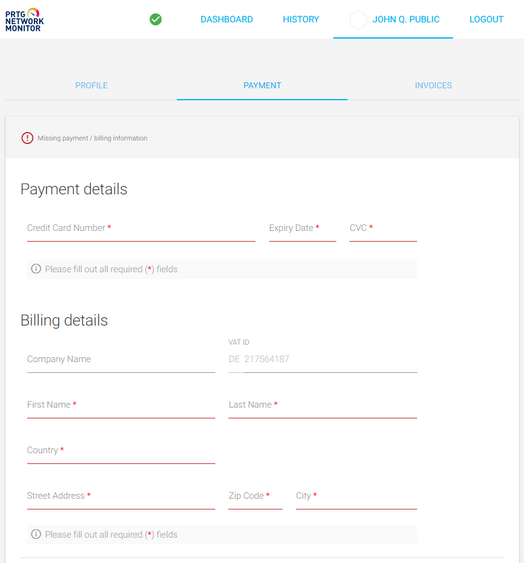 PRTG
NETWORK
MONITOR
DASHBOARD HISTORY JOHN Q. PUBLIC LOGOUT
PROFILE PAYMENT INVOICES
Missing payment / billing information
Payment details
Credit Card Number * Expiry Date * CVC *
Please fill out all required (*) fields
Billing details
VAT ID
Company Name DE 217564187
First Name * Last Name *
Country *
Street Address * Zip Code * City *
Please fill out all required (*) fields